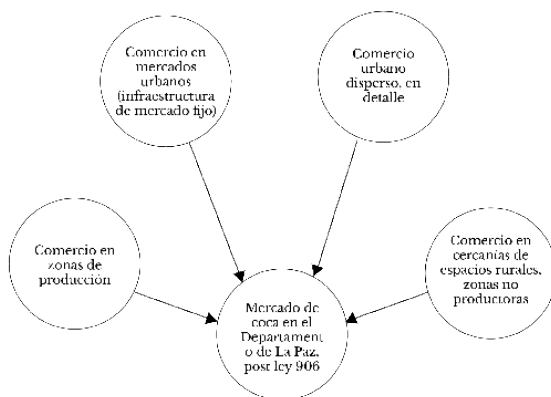 Comercio en
mercados
urbanos
(infraestructura
de mercado fijo)
Comercio
urbano
disperso, en
detalle
Comercio en
zonas de
producción
Comercio en
cercanías de
espacios rurales,
zonas no
productoras
Mercado de
coca en el
Departament
o de La Paz,
post ley 906